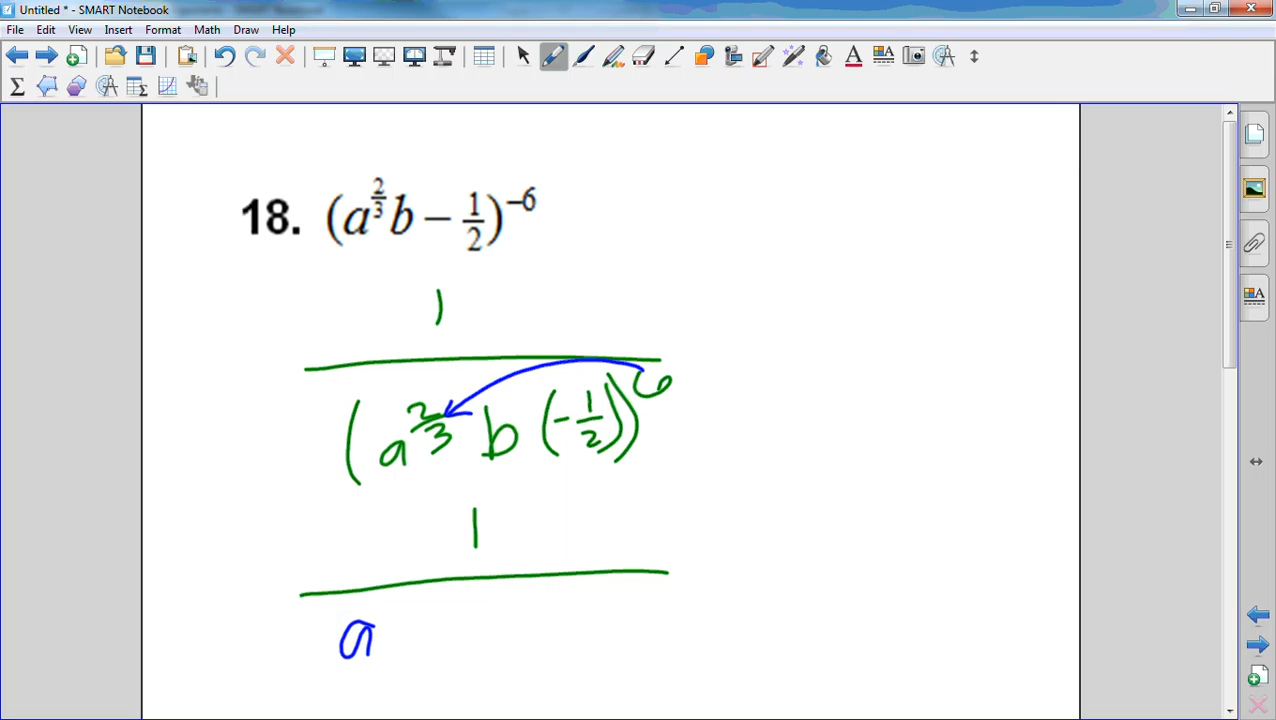 Untitled * - SMART Notebook
File Edit View Insert Format Math Draw Help
18. (a^{2/3}b − 1/2)^{−6}
1
(a^{2/3} b (-1/2))^6
1
a